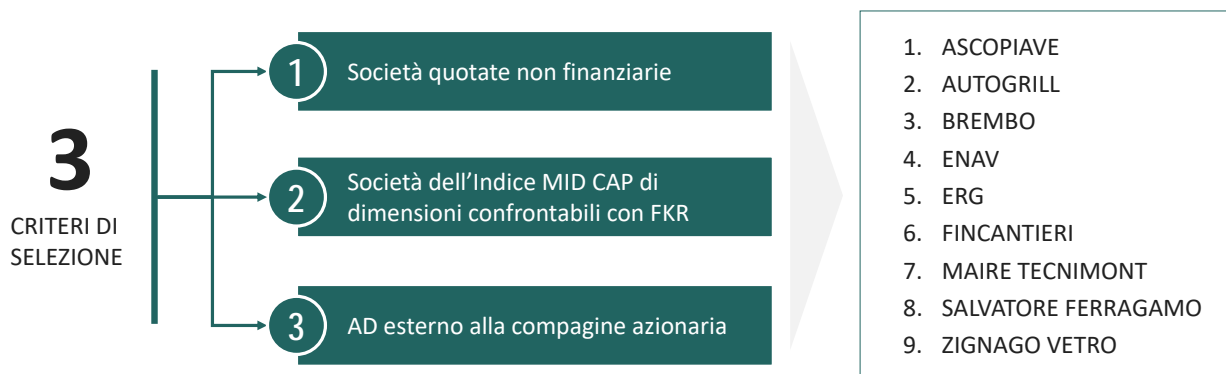 3
CRITERI DI
SELEZIONE
1
Società quotate non finanziarie
2
Società dell'Indice MID CAP di
dimensioni confrontabili con FKR
3
AD esterno alla compagine azionaria
1. ASCOPIAVE
2. AUTOGRILL
3. BREMBO
4. ENAV
5. ERG
6. FINCANTIERI
7. MAIRE TECNIMONT
8. SALVATORE FERRAGAMO
9. ZIGNAGO VETRO